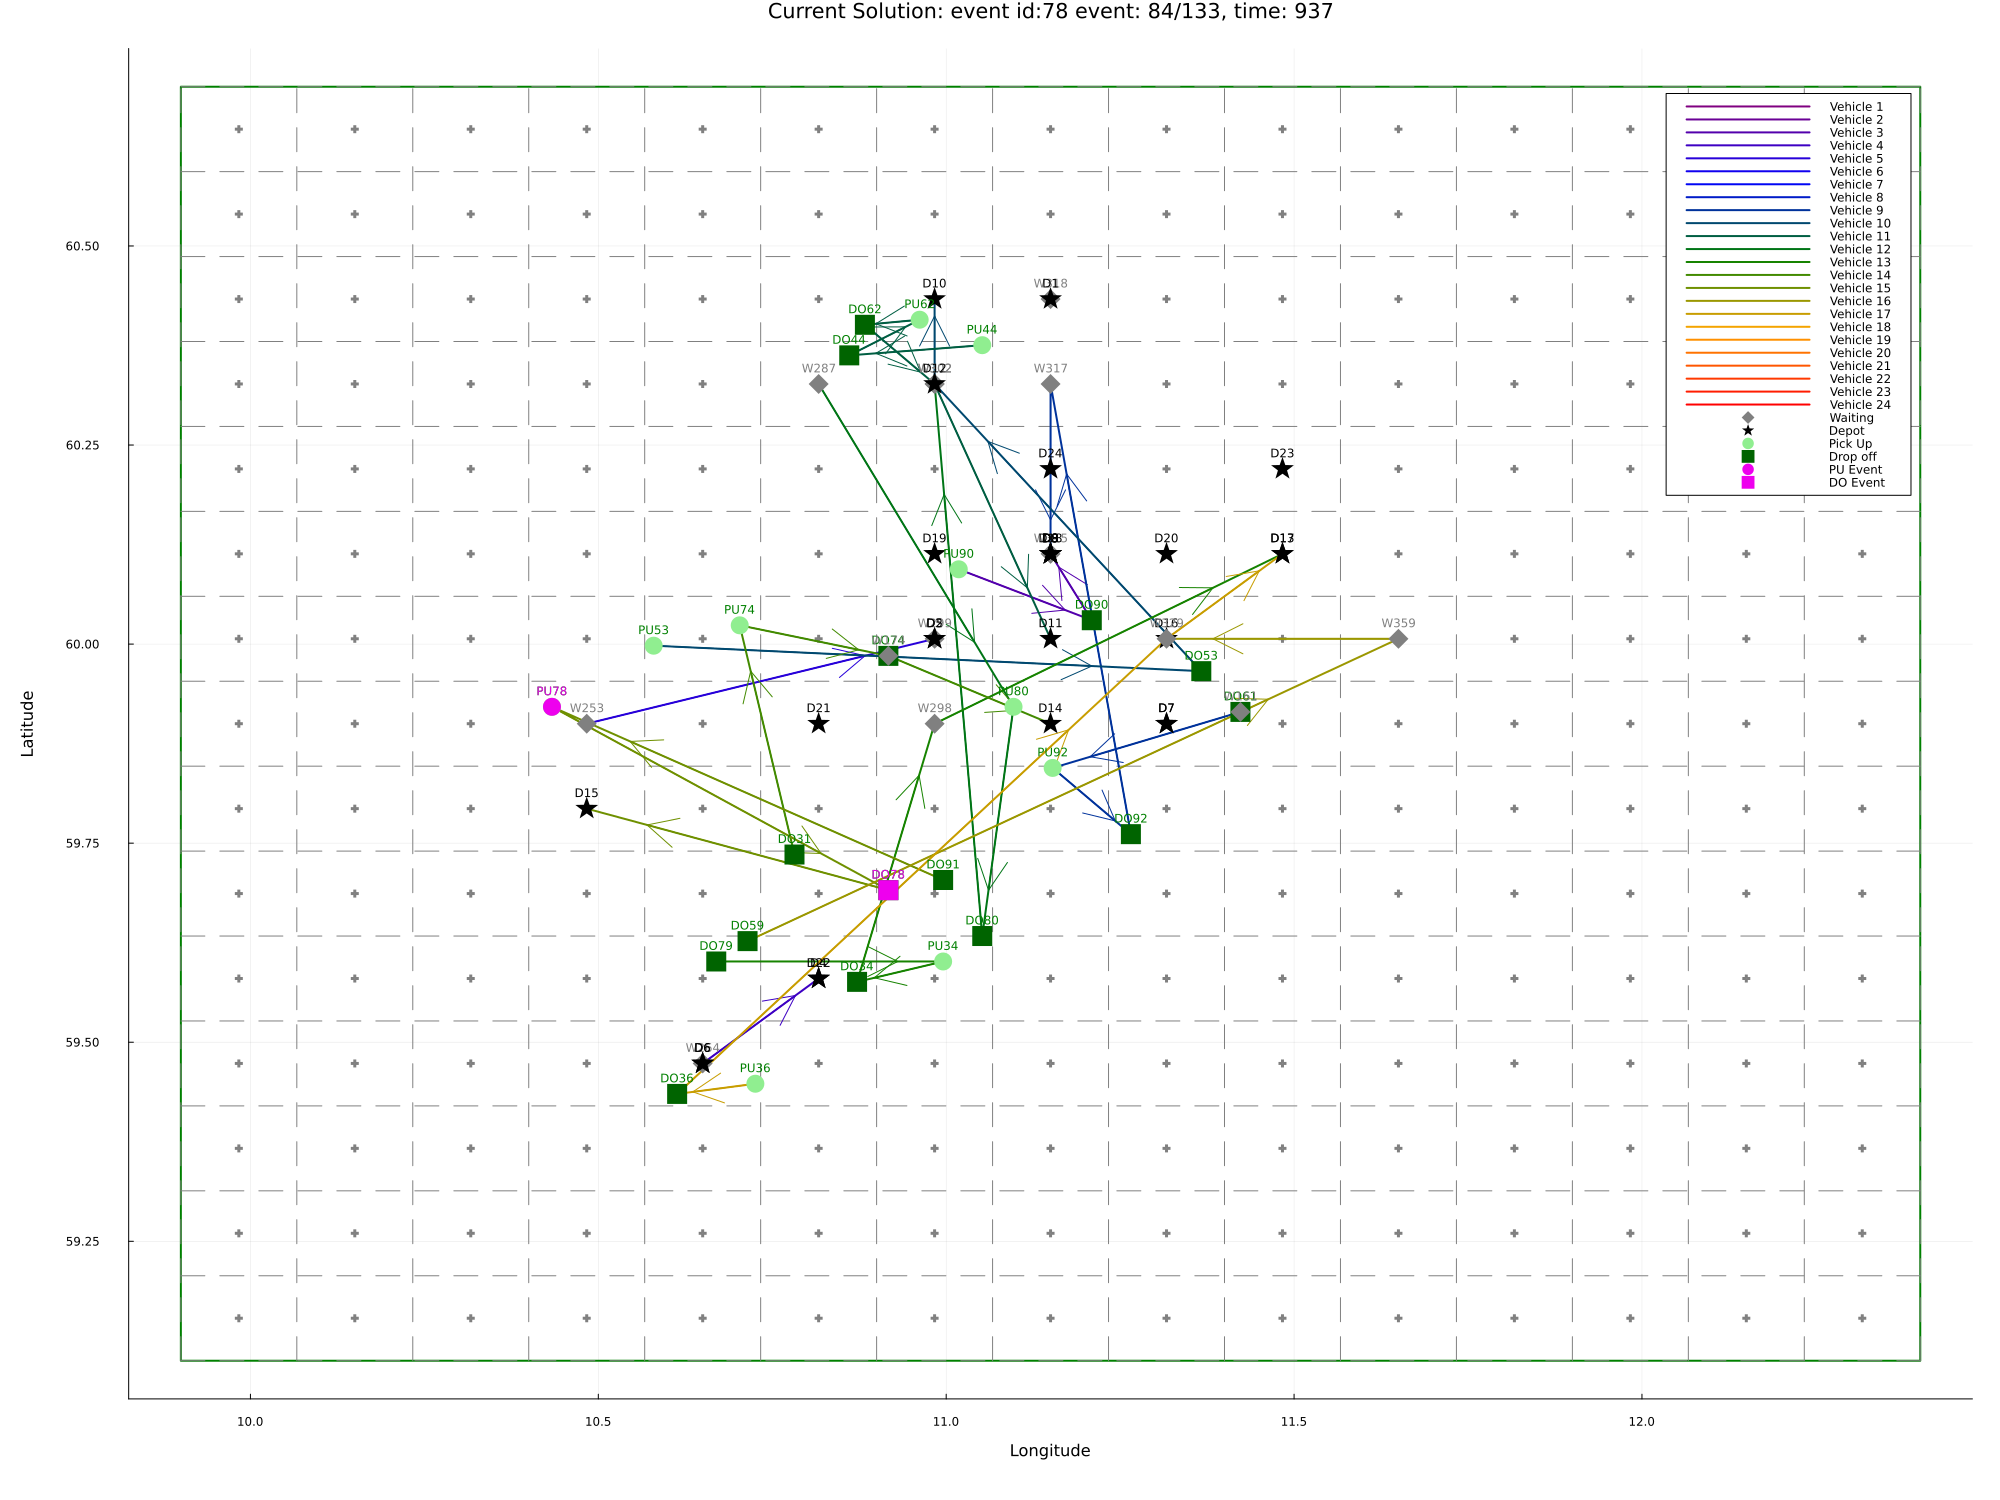 Current Solution: event id:78 event: 84/133, time: 937
Vehicle 1
Vehicle 2
Vehicle 3
Vehicle 4
Vehicle 5
Vehicle 6
Vehicle 7
Vehicle 8
Vehicle 9
Vehicle 10
Vehicle 11
Vehicle 12
Vehicle 13
Vehicle 14
Vehicle 15
Vehicle 16
Vehicle 17
Vehicle 18
Vehicle 19
Vehicle 20
Vehicle 21
Vehicle 22
Vehicle 23
Vehicle 24
Waiting
Depot
Pick Up
Drop off
PU Event
DO Event
60.50
60.25
60.00
59.75
59.50
59.25
Latitude
D10
D1
DO62
PU44
DO44
W287
D12
W317
D24
D23
D19
D20
PU90
DO90
PU74
PU53
D11
DO74
DO53
W359
PU78
W253
D21
W298
PU80
D14
D7
DO61
PU92
D15
DO92
DO31
DO91
DO78
DO59
DO79
DO80
PU34
DO34
D6
PU36
DO36
10.0
10.5
11.0
11.5
12.0
Longitude